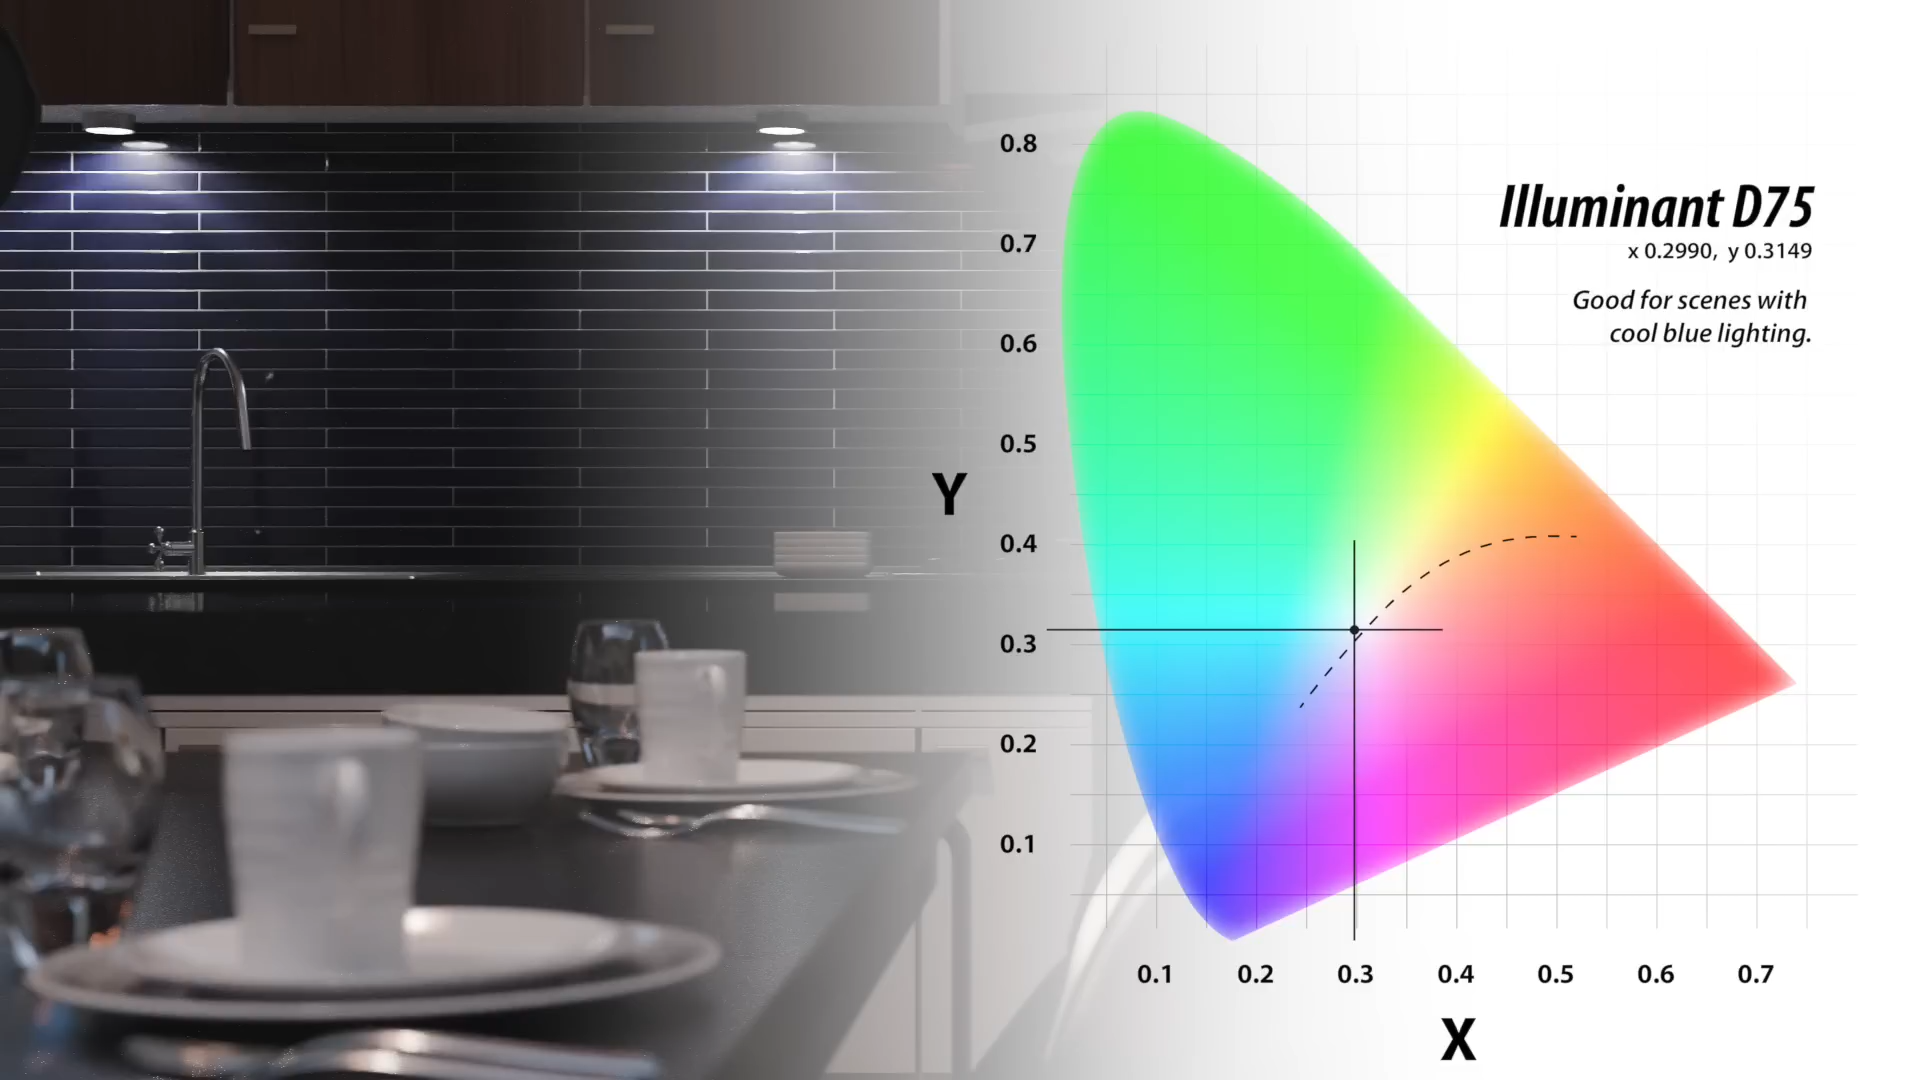 Illuminant D75
x 0.2990, y 0.3149
Good for scenes with
cool blue lighting.
Y
0.8
0.7
0.6
0.5
0.4
0.3
0.2
0.1
0.1 0.2 0.3 0.4 0.5 0.6 0.7
X